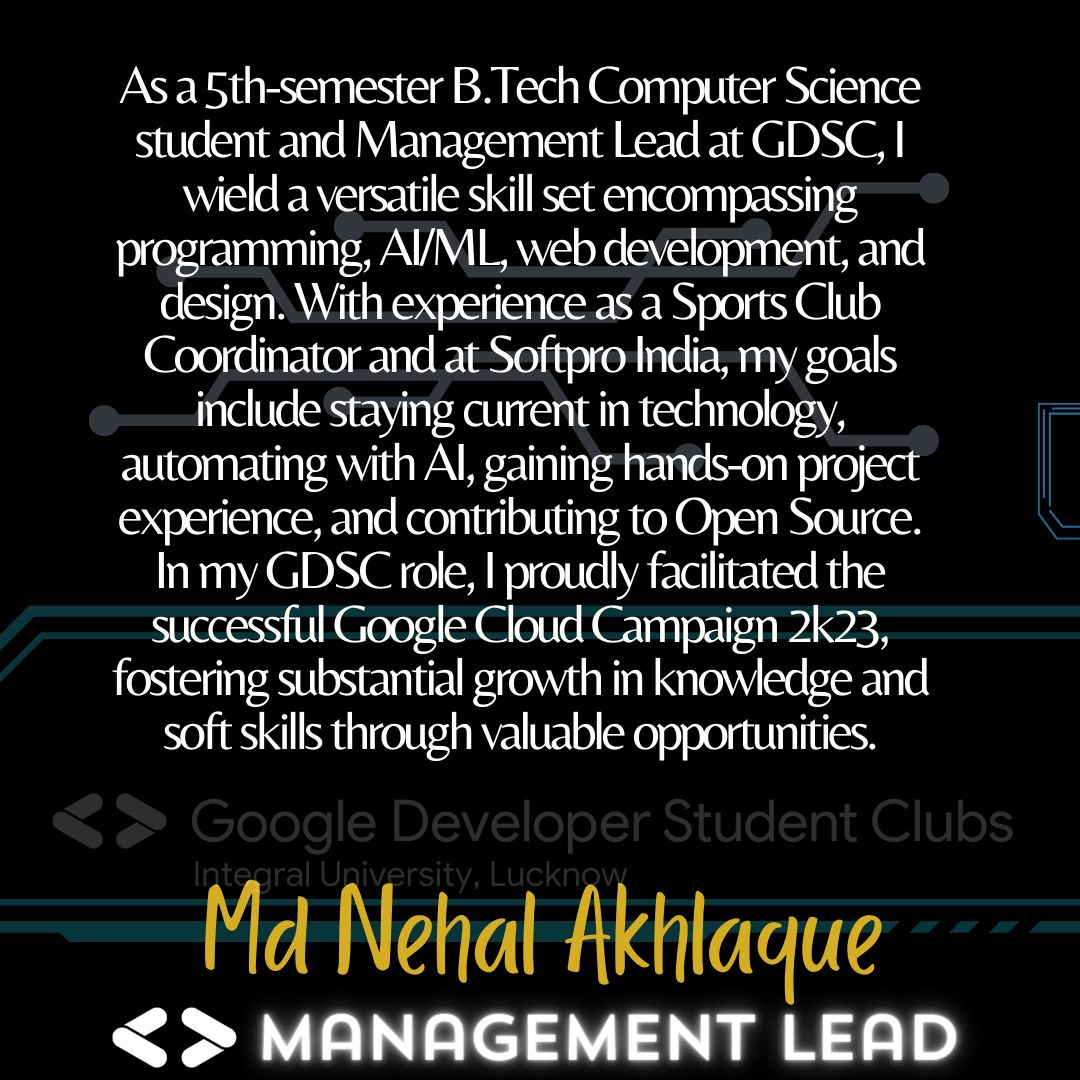 As a 5th-semester B.Tech Computer Science
student and Management Lead at GDSC, I
wield a versatile skill set encompassing
programming, AI/ML, web development, and
design. With experience as a Sports Club
Coordinator and at Softpro India, my goals
include staying current in technology,
automating with AI, gaining hands-on project
experience, and contributing to Open Source.
In my GDSC role, I proudly facilitated the
successful Google Cloud Campaign 2k23,
fostering substantial growth in knowledge and
soft skills through valuable opportunities.
Google Developer Student Clubs
Integral University, Lucknow
Md Nehal Akhlaque
MANAGEMENT LEAD